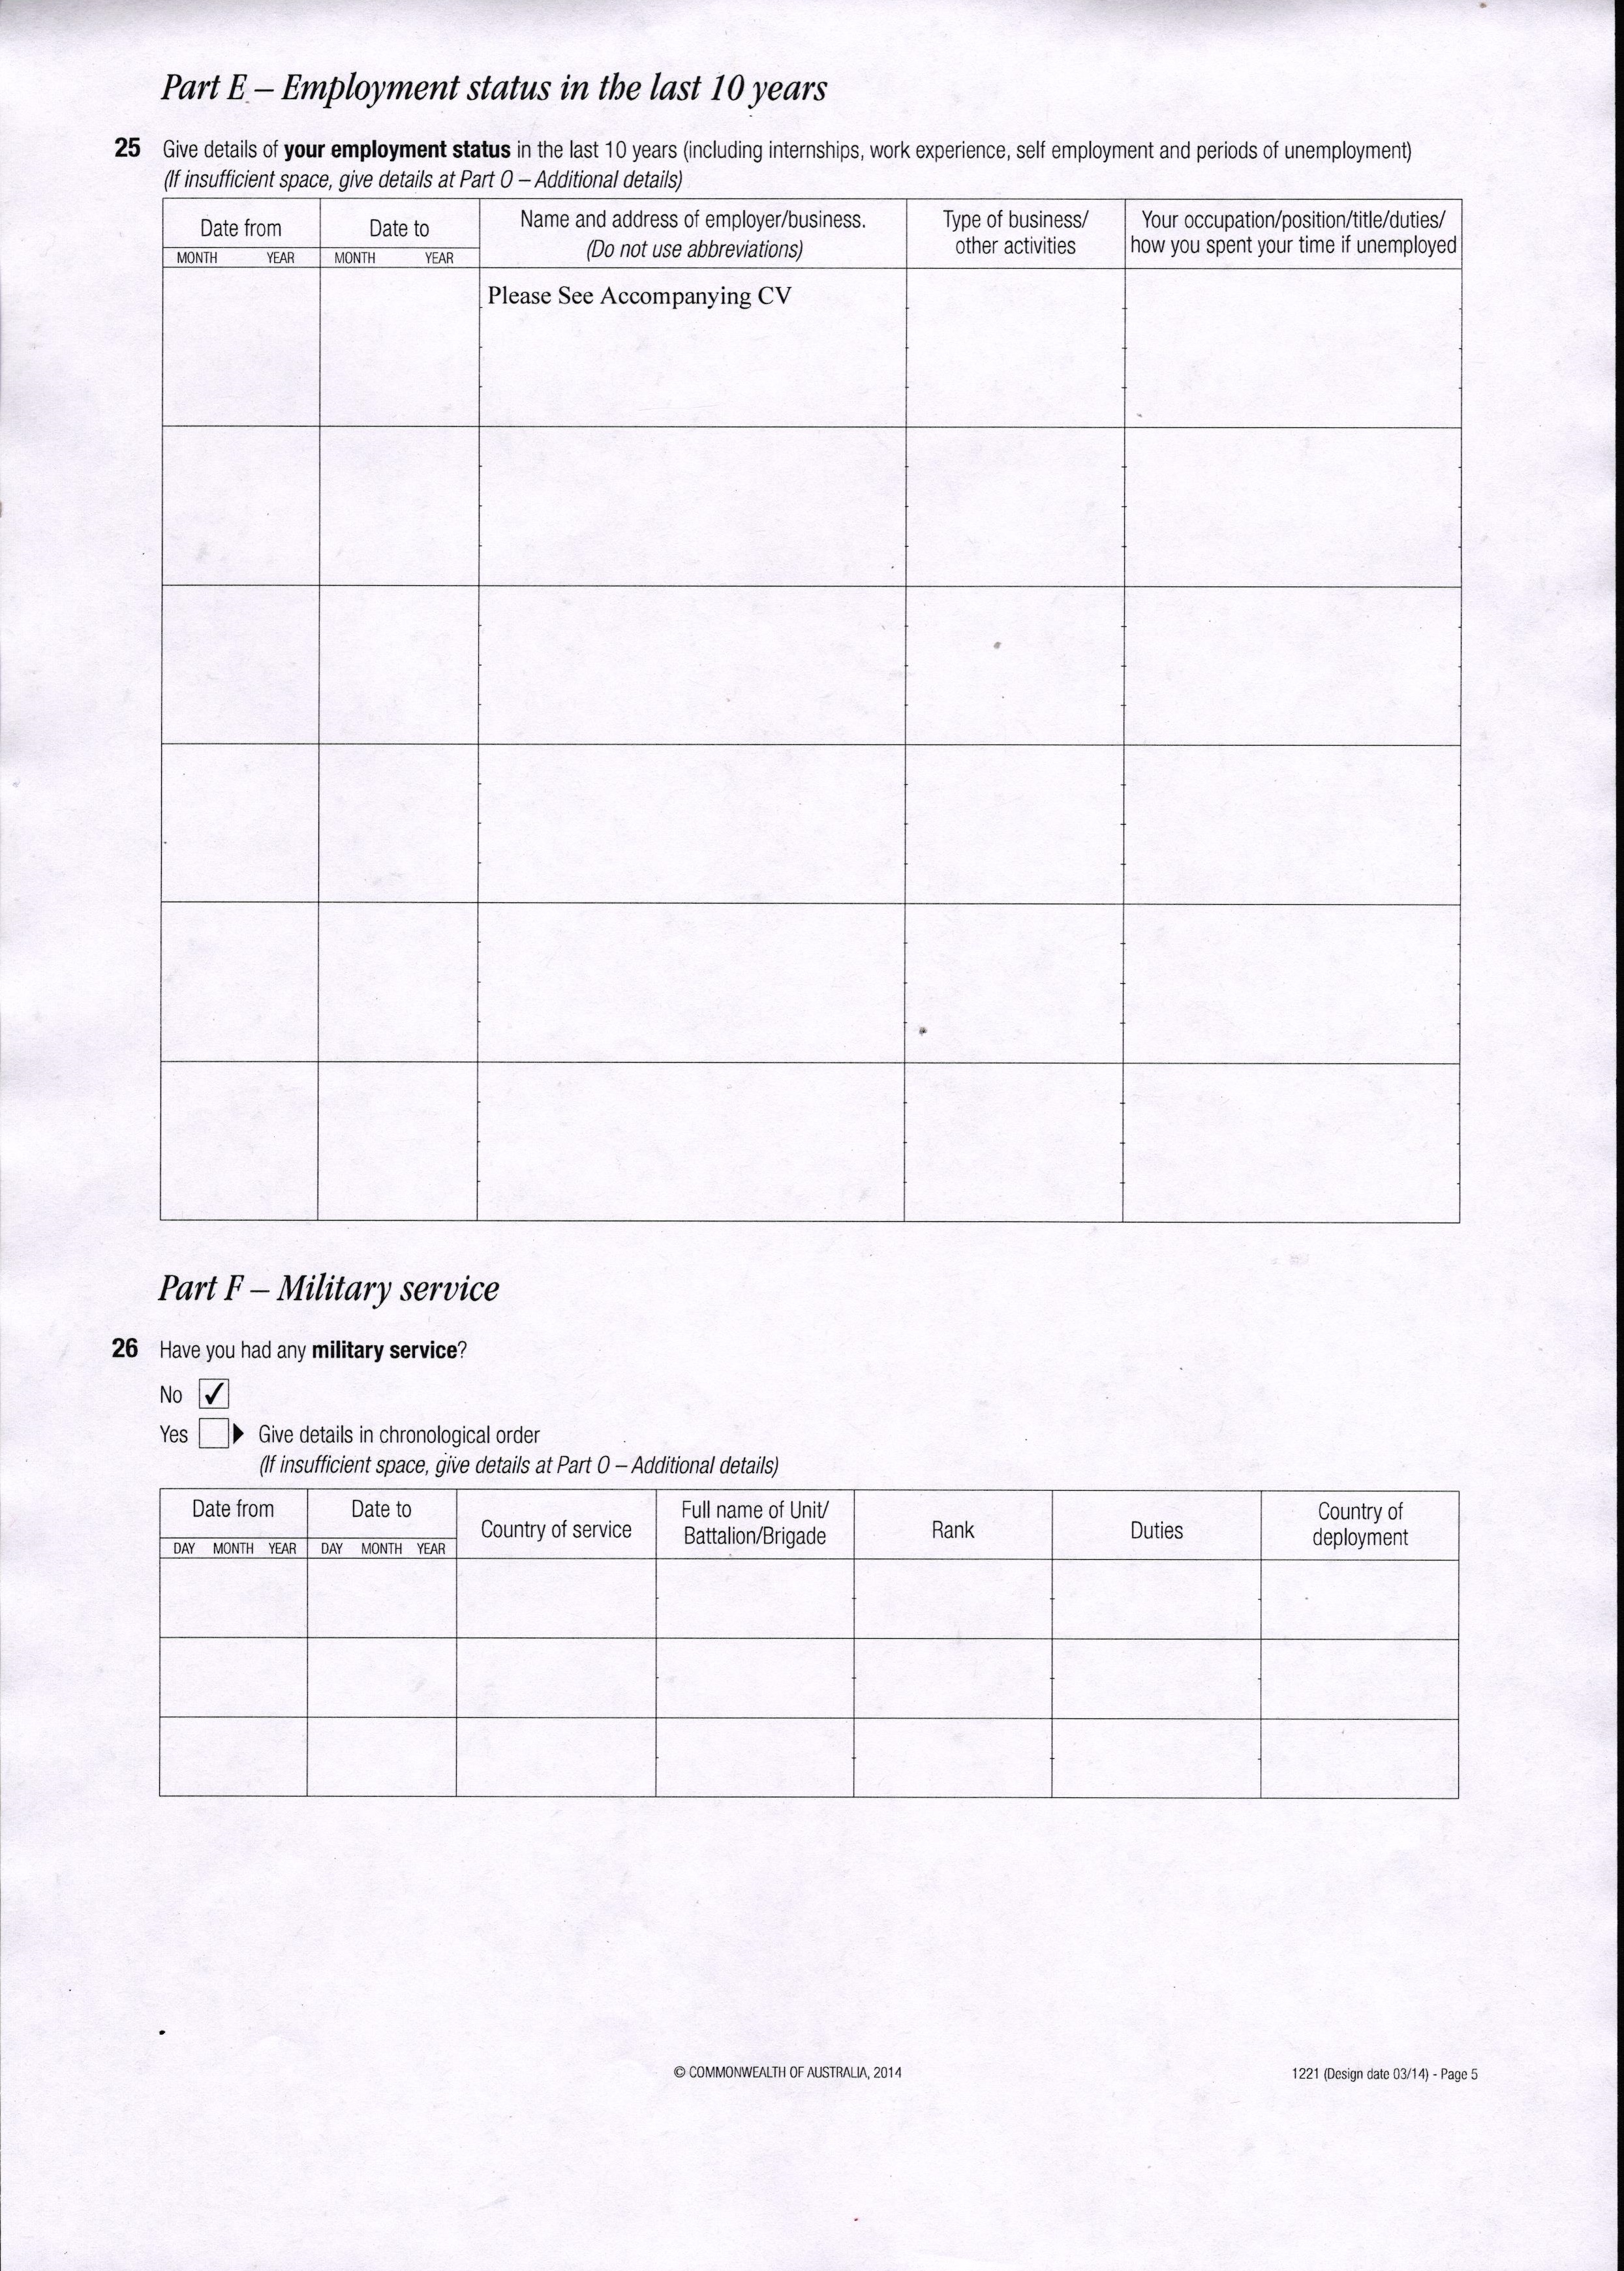 Part E – Employment status in the last 10 years
25 Give details of your employment status in the last 10 years (including internships, work experience, self employment and periods of unemployment)
(If insufficient space, give details at Part O – Additional details)
Date from
MONTH YEAR
Date to
MONTH YEAR
Name and address of employer/business.
(Do not use abbreviations)
Type of business/
other activities
Your occupation/position/title/duties/
how you spent your time if unemployed
Please See Accompanying CV
Part F – Military service
26 Have you had any military service?
No ✓
Yes Give details in chronological order
(If insufficient space, give details at Part O – Additional details)
Date from
DAY MONTH YEAR
Date to
DAY MONTH YEAR
Country of service
Full name of Unit/
Battalion/Brigade
Rank
Duties
Country of
deployment
© COMMONWEALTH OF AUSTRALIA, 2014
1221 (Design date 03/14) - Page 5